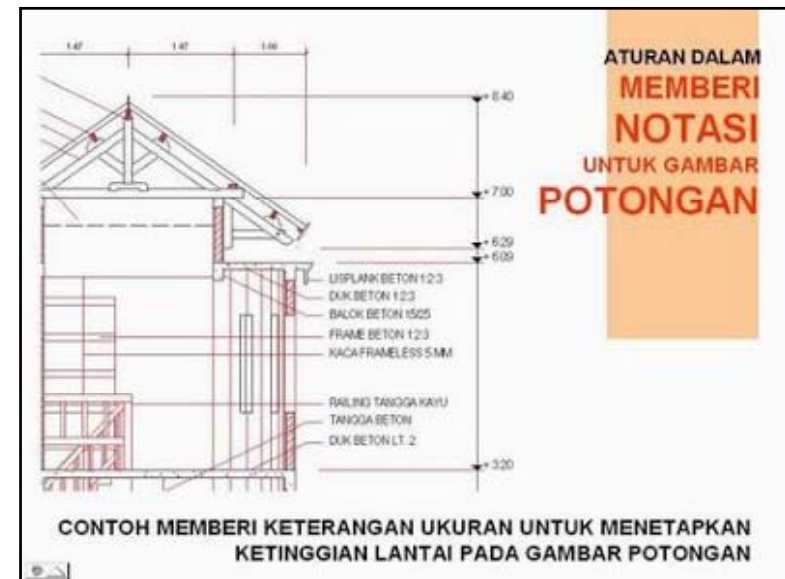 1.47 1.47 1.00
ATURAN DALAM
MEMBERI
NOTASI
UNTUK GAMBAR
POTONGAN
+ 8.40
+ 7.00
+ 6.29
+ 6.09
LISPLANK BETON 1:2:3
DUK BETON 1:2:3
BALOK BETON 15/25
FRAME BETON 1:2:3
KACA FRAMELESS 5 MM
RAILING TANGGA KAYU
TANGGA BETON
DUK BETON LT. 2
+ 3.20
CONTOH MEMBERI KETERANGAN UKURAN UNTUK MENETAPKAN
KETINGGIAN LANTAI PADA GAMBAR POTONGAN